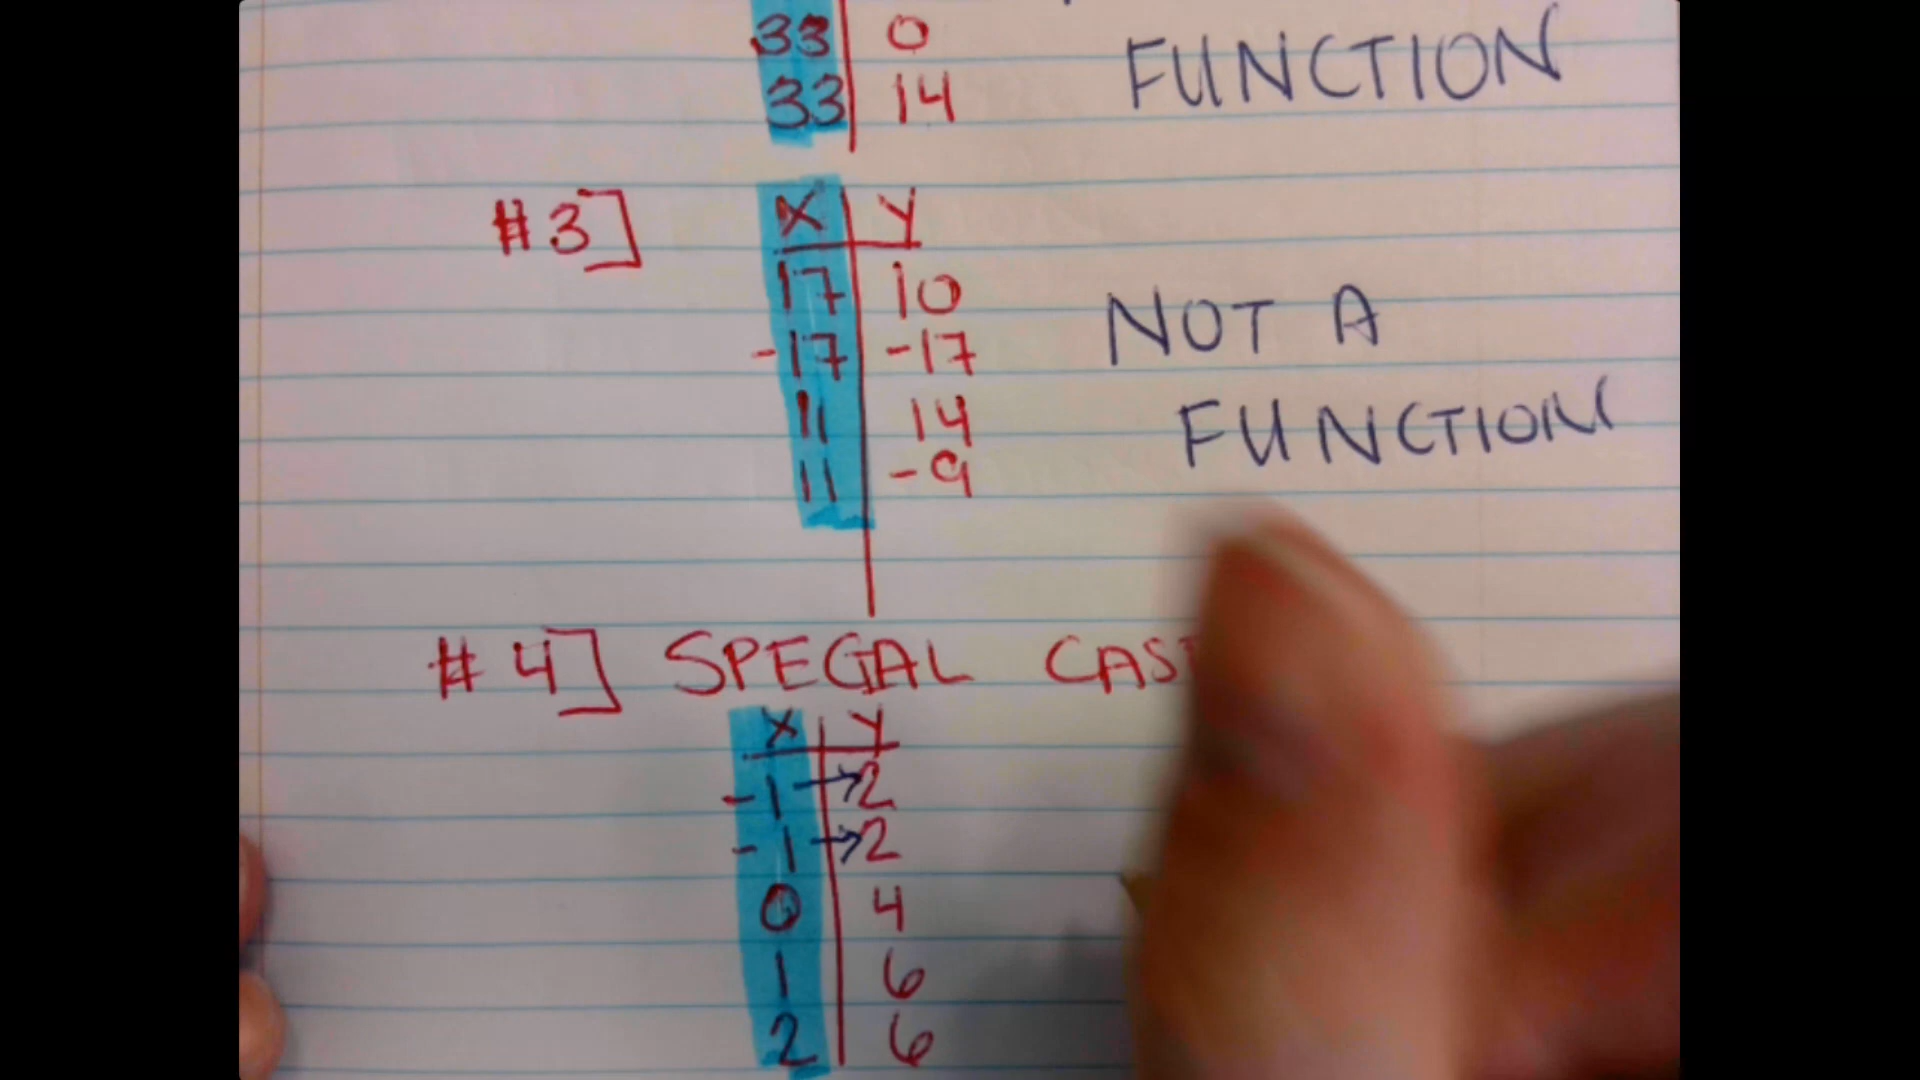 33 0
33 14 FUNCTION
#3] X Y
17 10
-17 -17 NOT A
11 14 FUNCTION
11 -9
#4] SPECIAL
X Y
-1 → 2
-1 → 2
0 4
1 6
2 6